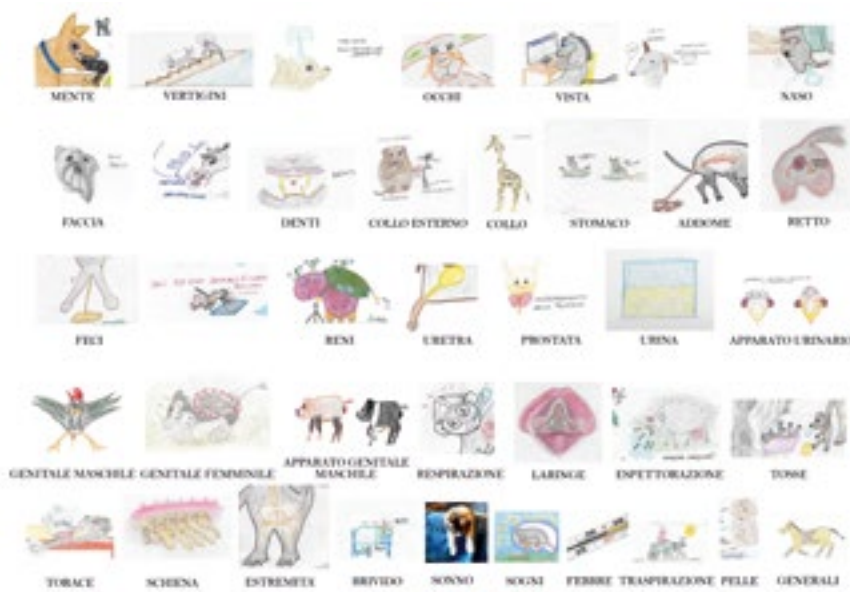 MENTE
VERTIGINI
OCCHI
VISTA
NASO
FACCIA
DENTI
COLLO ESTERNO
COLLO
STOMACO
ADDOME
RETTO
FECI
RENI
URETRA
PROSTATA
URINA
APPARATO URINARIO
GENITALE MASCHILE
GENITALE FEMMINILE
APPARATO GENITALE
MASCHILE
RESPIRAZIONE
LARINGE
ESPETTORAZIONE
TOSSE
TORACE
SCHIENA
ESTREMITA
BRIVIDO
SONNO
SOGNI
FEBBRE
TRASPIRAZIONE
PELLE
GENERALI